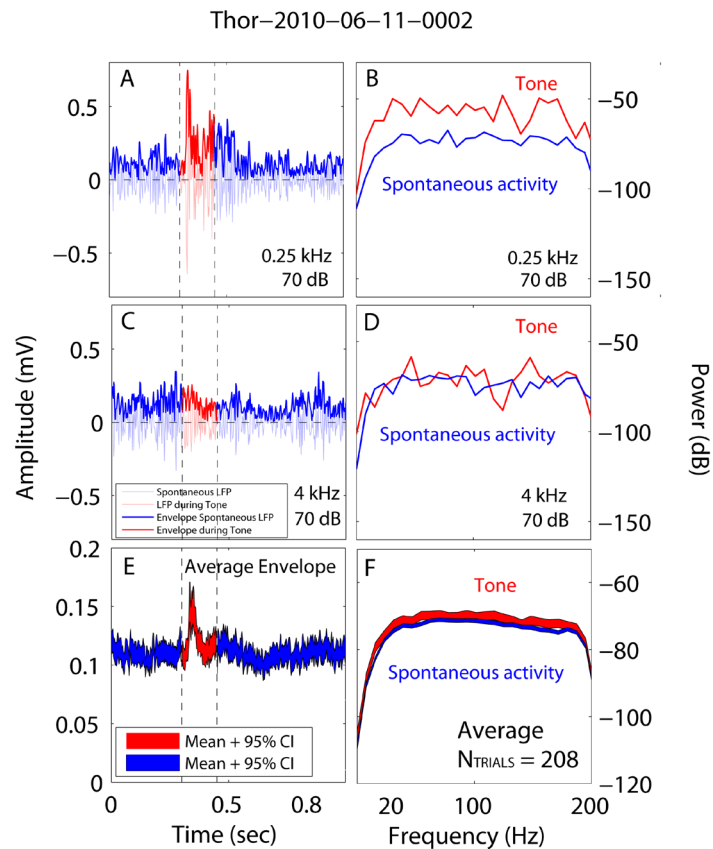 Thor−2010−06−11−0002
A
0.5
0
−0.5
0.25 kHz
70 dB
B
Tone
Spontaneous activity
0.25 kHz
70 dB
−50
−100
−150
C
0.5
0
−0.5
Spontaneous LFP
LFP during Tone
Envelope Spontaneous LFP
Envelope during Tone
4 kHz
70 dB
D
Tone
Spontaneous activity
4 kHz
70 dB
−50
−100
−150
Amplitude (mV)
Power (dB)
E
Average Envelope
0.2
0.15
0.1
0.05
0
Mean + 95% CI
Mean + 95% CI
0
0.5
0.8
Time (sec)
F
Tone
Spontaneous activity
Average
NTRIALS = 208
−60
−80
−100
−120
20
100
200
Frequency (Hz)